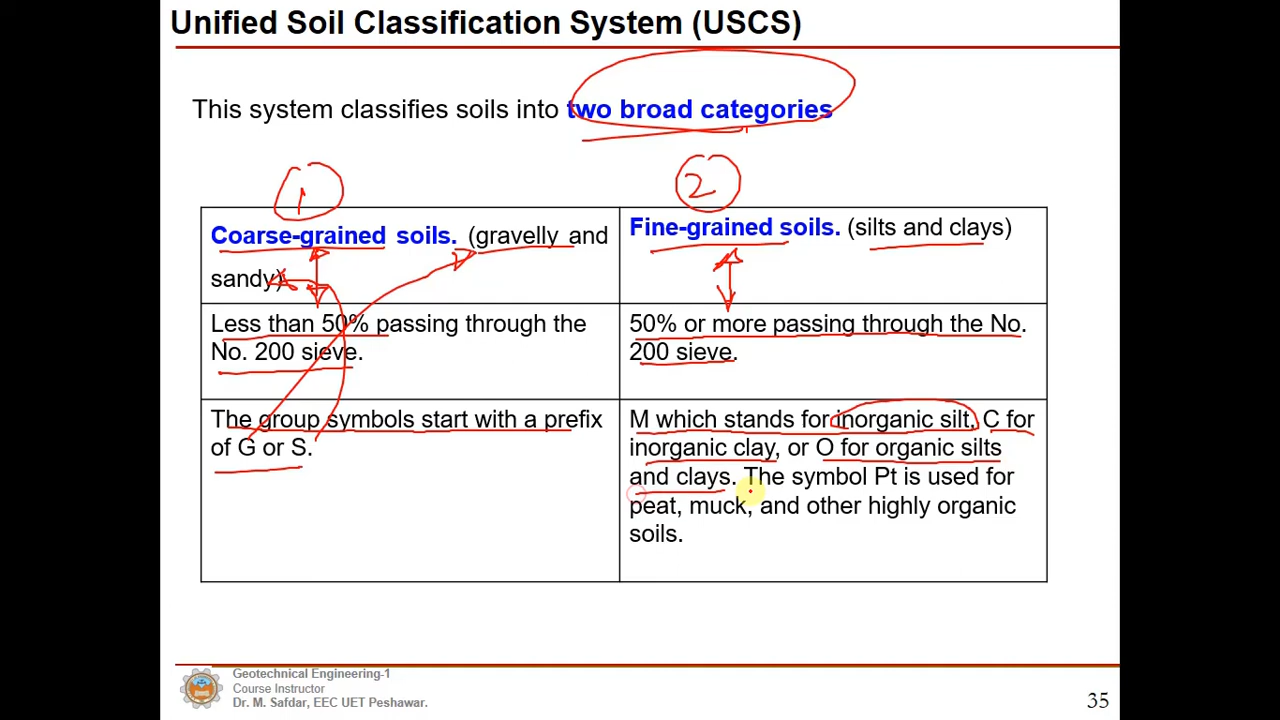 Unified Soil Classification System (USCS)
This system classifies soils into two broad categories
1
2
Coarse-grained soils. (gravelly and
sandy)
Fine-grained soils. (silts and clays)
Less than 50% passing through the
No. 200 sieve.
50% or more passing through the No.
200 sieve.
The group symbols start with a prefix
of G or S.
M which stands for inorganic silt, C for
inorganic clay, or O for organic silts
and clays. The symbol Pt is used for
peat, muck, and other highly organic
soils.
Geotechnical Engineering-1
Course Instructor
Dr. M. Safdar, EEC UET Peshawar.
35